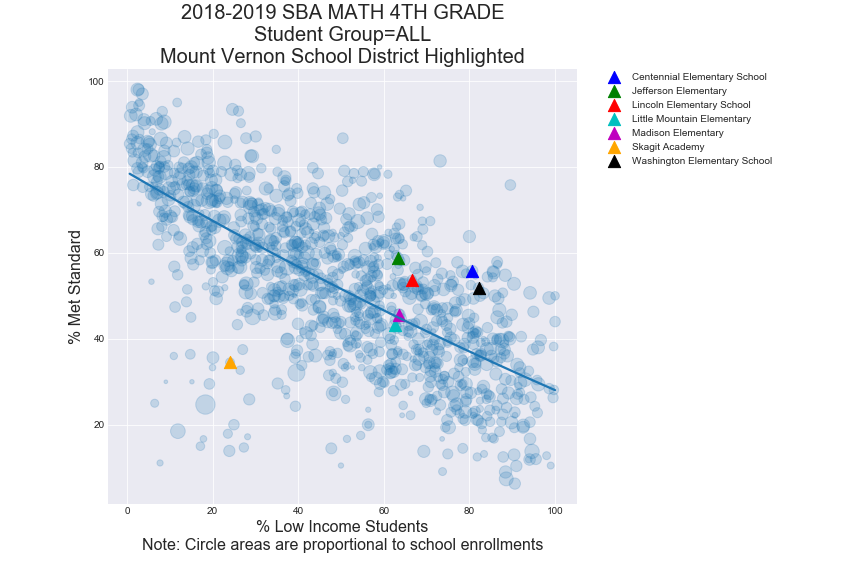 2018-2019 SBA MATH 4TH GRADE
Student Group=ALL
Mount Vernon School District Highlighted
Centennial Elementary School
Jefferson Elementary
Lincoln Elementary School
Little Mountain Elementary
Madison Elementary
Skagit Academy
Washington Elementary School
% Met Standard
100
80
60
40
20
0 20 40 60 80 100
% Low Income Students
Note: Circle areas are proportional to school enrollments